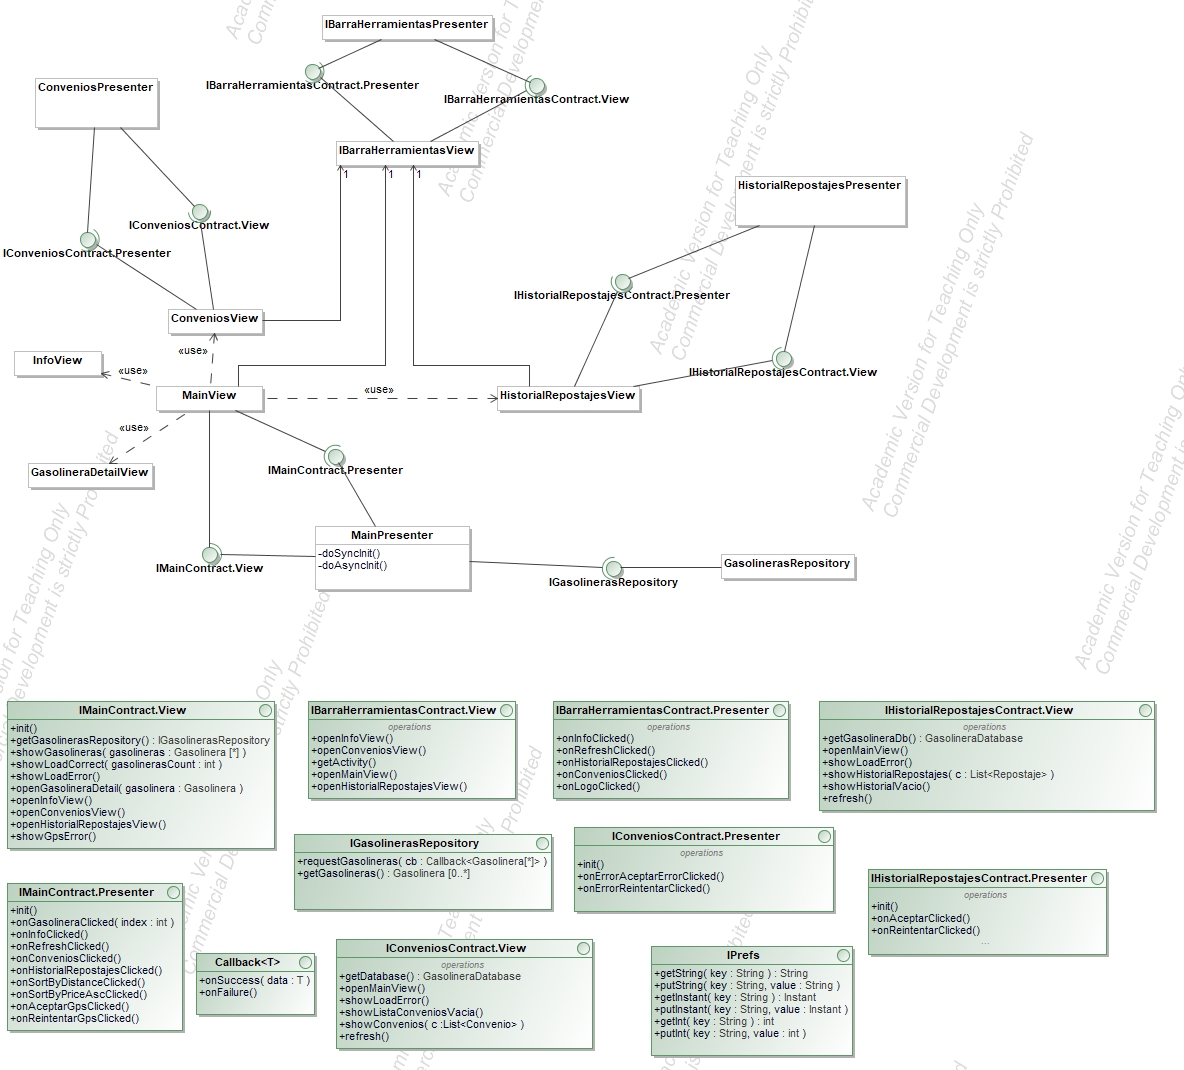 IBarraHerramientasPresenter
IBarraHerramientasContract.Presenter
IBarraHerramientasContract.View
ConveniosPresenter
IBarraHerramientasView
1
1
1
HistorialRepostajesPresenter
IConveniosContract.View
IConveniosContract.Presenter
IHistorialRepostajesContract.Presenter
ConveniosView
«use»
InfoView
«use»
IHistorialRepostajesContract.View
MainView
«use»
HistorialRepostajesView
«use»
GasolineraDetailView
IMainContract.Presenter
MainPresenter
-doSyncInit()
-doAsyncInit()
IMainContract.View
IGasolinerasRepository
GasolinerasRepository
IMainContract.View
+init()
+getGasolinerasRepository() : IGasolinerasRepository
+showGasolineras( gasolineras : Gasolinera [*] )
+showLoadCorrect( gasolinerasCount : int )
+showLoadError()
+openGasolineraDetail( gasolinera : Gasolinera )
+openInfoView()
+openConveniosView()
+openHistorialRepostajesView()
+showGpsError()
IBarraHerramientasContract.View
operations
+openInfoView()
+openConveniosView()
+getActivity()
+openMainView()
+openHistorialRepostajesView()
IBarraHerramientasContract.Presenter
operations
+onInfoClicked()
+onRefreshClicked()
+onHistorialRepostajesClicked()
+onConveniosClicked()
+onLogoClicked()
IHistorialRepostajesContract.View
operations
+getGasolineraDb() : GasolineraDatabase
+openMainView()
+showLoadError()
+showHistorialRepostajes( c : List<Repostaje> )
+showHistorialVacio()
+refresh()
IGasolinerasRepository
+requestGasolineras( cb : Callback<Gasolinera[*]> )
+getGasolineras() : Gasolinera [0..*]
IConveniosContract.Presenter
operations
+init()
+onErrorAceptarErrorClicked()
+onErrorReintentarClicked()
IHistorialRepostajesContract.Presenter
operations
+init()
+onAceptarClicked()
+onReintentarClicked()
...
IMainContract.Presenter
+init()
+onGasolineraClicked( index : int )
+onInfoClicked()
+onRefreshClicked()
+onConveniosClicked()
+onHistorialRepostajesClicked()
+onSortByDistanceClicked()
+onSortByPriceAscClicked()
+onAceptarGpsClicked()
+onReintentarGpsClicked()
Callback<T>
+onSuccess( data : T )
+onFailure()
IConveniosContract.View
operations
+getDatabase() : GasolineraDatabase
+openMainView()
+showLoadError()
+showListaConveniosVacia()
+showConvenios( c :List<Convenio> )
+refresh()
IPrefs
+getString( key : String ) : String
+putString( key : String, value : String )
+getInstant( key : String ) : Instant
+putInstant( key : String, value : Instant )
+getInt( key : String ) : int
+putInt( key : String, value : int )
Academic Version for Teaching Only
Commercial Development is strictly Prohibited